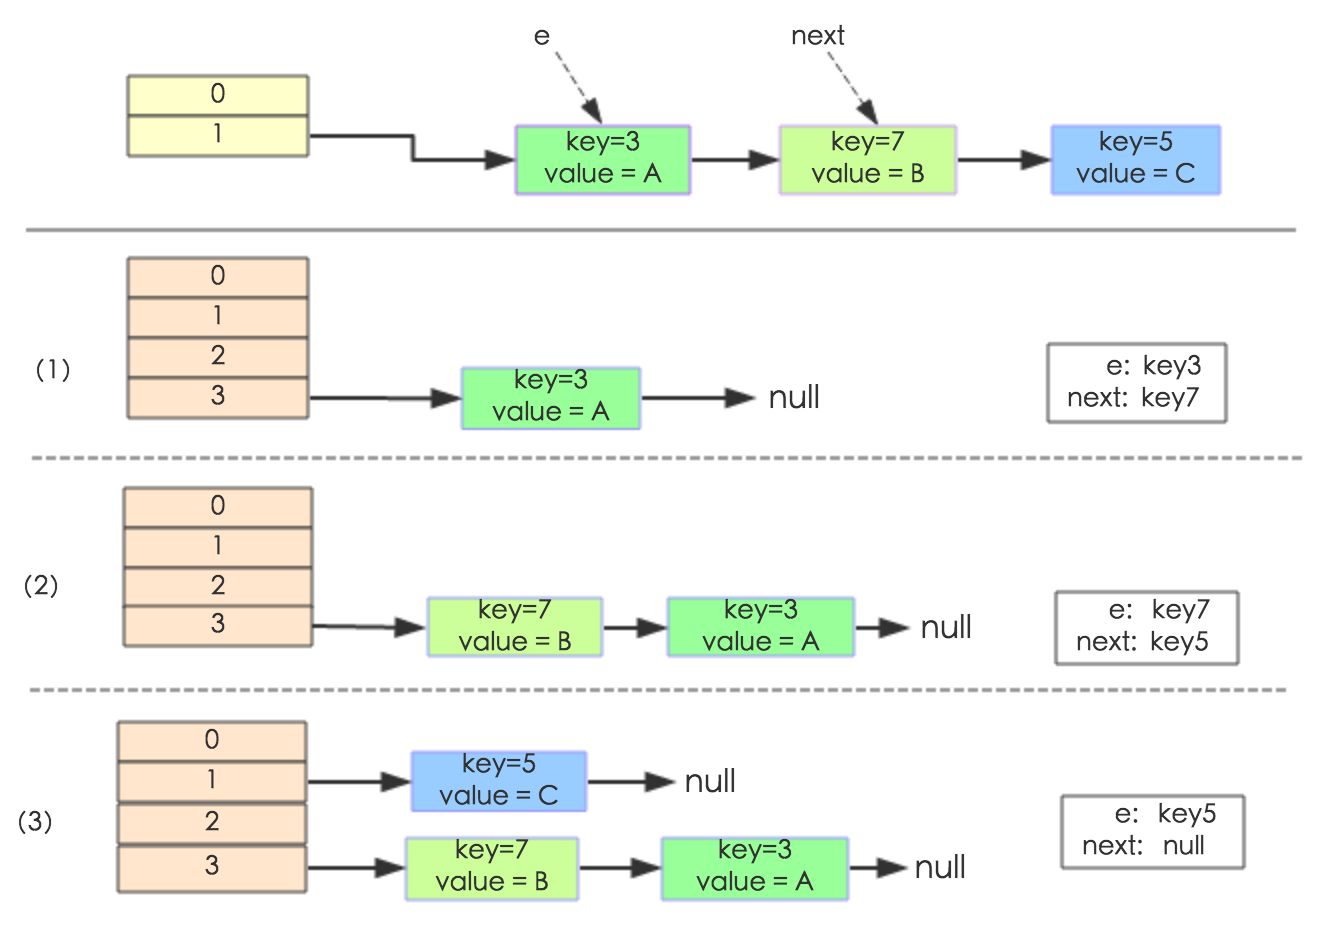 e
next
0
1
key=3
value = A
key=7
value = B
key=5
value = C
(1)
0
1
2
3
key=3
value = A
null
e: key3
next: key7
(2)
0
1
2
3
key=7
value = B
key=3
value = A
null
e: key7
next: key5
(3)
0
1
2
3
key=5
value = C
null
key=7
value = B
key=3
value = A
null
e: key5
next: null